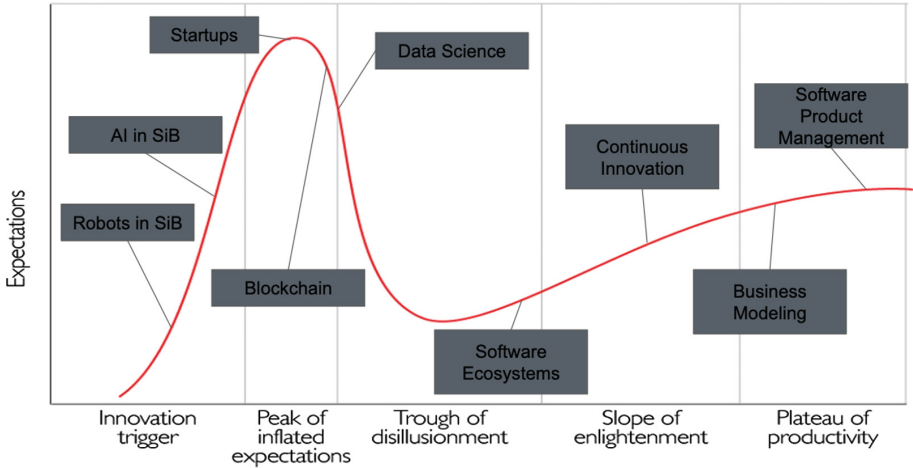 Startups
Data Science
Software
Product
Management
AI in SiB
Continuous
Innovation
Robots in SiB
Expectations
Blockchain
Business
Modeling
Software
Ecosystems
Innovation
trigger
Peak of
inflated
expectations
Trough of
disillusionment
Slope of
enlightenment
Plateau of
productivity